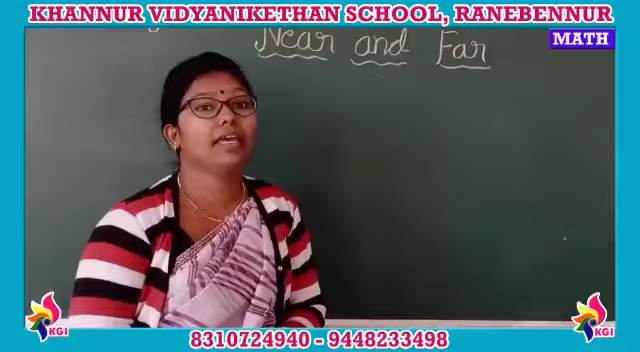 KHANNUR VIDYANIKETHAN SCHOOL, RANEBENNUR
MATH
Near and Far
KGI
KGI
8310724940 - 9448233498